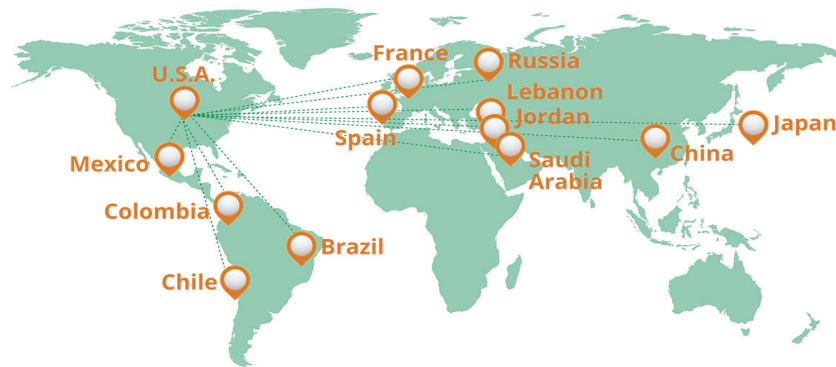 France
Russia
U.S.A.
Lebanon
Jordan
Spain
Japan
China
Mexico
Saudi
Arabia
Colombia
Brazil
Chile